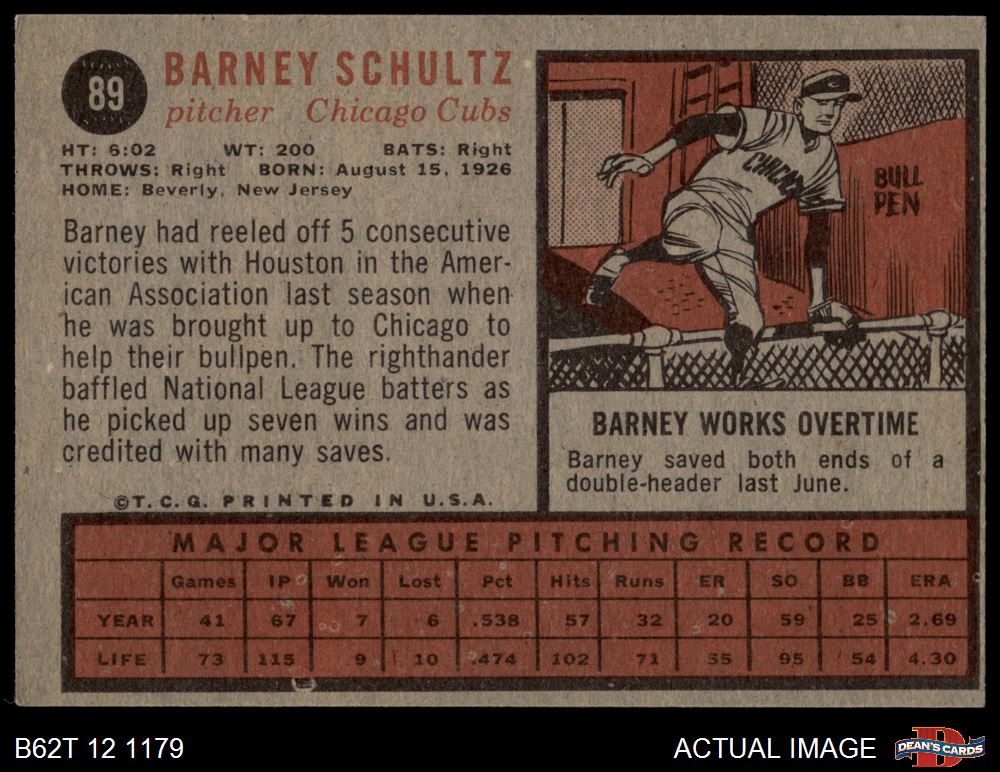 89
BARNEY SCHULTZ
pitcher Chicago Cubs
HT: 6:02 WT: 200 BATS: Right
THROWS: Right BORN: August 15, 1926
HOME: Beverly, New Jersey
Barney had reeled off 5 consecutive
victories with Houston in the Amer-
ican Association last season when
he was brought up to Chicago to
help their bullpen. The righthander
baffled National League batters as
he picked up seven wins and was
credited with many saves.
©T.C.G. PRINTED IN U.S.A.
CHICAGO
BULL
PEN
BARNEY WORKS OVERTIME
Barney saved both ends of a
double-header last June.
MAJOR LEAGUE PITCHING RECORD
Games IP Won Lost Pct Hits Runs ER SO BB ERA
YEAR 41 67 7 6 .538 57 32 20 59 25 2.69
LIFE 73 115 9 10 .474 102 71 55 95 54 4.30
B62T 12 1179
ACTUAL IMAGE
D
DEAN'S CARDS